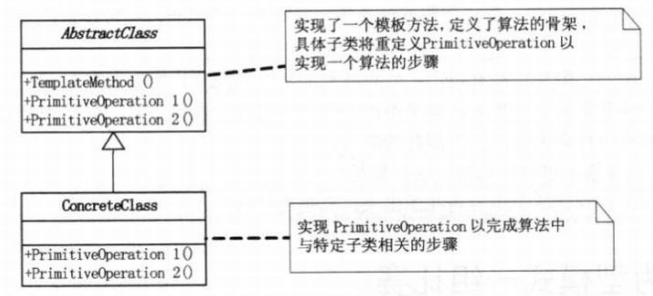 AbstractClass
+TemplateMethod ()
+PrimitiveOperation 1()
+PrimitiveOperation 2()
实现了一个模板方法,定义了算法的骨架,
具体子类将重定义PrimitiveOperation 以
实现一个算法的步骤
ConcreteClass
+PrimitiveOperation 1()
+PrimitiveOperation 2()
实现 PrimitiveOperation 以完成算法中
与特定子类相关的步骤